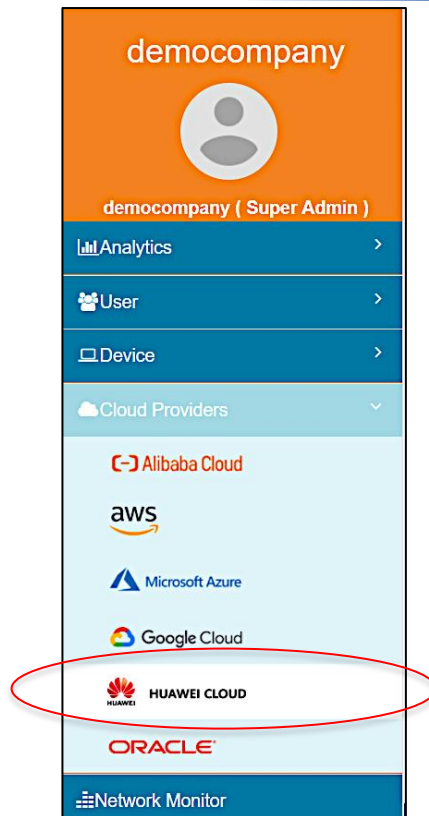 democompany
democompany ( Super Admin )
Analytics
User
Device
Cloud Providers
Alibaba Cloud
aws
Microsoft Azure
Google Cloud
HUAWEI
HUAWEI CLOUD
ORACLE
Network Monitor